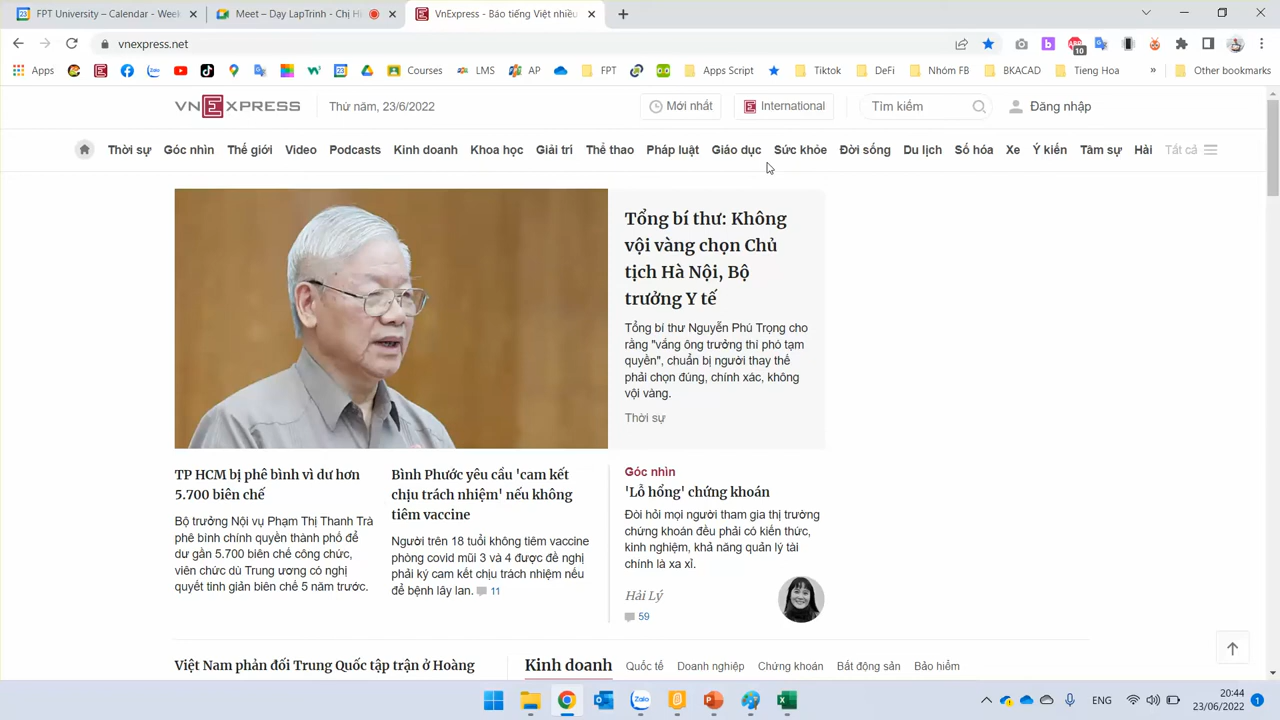 FPT University – Calendar – Week
Meet – Dạy LapTrinh – Chị Hi
VnExpress - Báo tiếng Việt nhiều
vnexpress.net
10
Apps
Courses
LMS
AP
FPT
Apps Script
Tiktok
DeFi
Nhóm FB
BKACAD
Tieng Hoa
»
Other bookmarks
VNEXPRESS
Thứ năm, 23/6/2022
Mới nhất
International
Tìm kiếm
Đăng nhập
Thời sự
Góc nhìn
Thế giới
Video
Podcasts
Kinh doanh
Khoa học
Giải trí
Thể thao
Pháp luật
Giáo dục
Sức khỏe
Đời sống
Du lịch
Số hóa
Xe
Ý kiến
Tâm sự
Hài
Tất cả
Tổng bí thư: Không
vội vàng chọn Chủ
tịch Hà Nội, Bộ
trưởng Y tế
Tổng bí thư Nguyễn Phú Trọng cho
rằng "vắng ông trưởng thì phó tạm
quyền", chuẩn bị người thay thế
phải chọn đúng, chính xác, không
vội vàng.
Thời sự
TP HCM bị phê bình vì dư hơn
5.700 biên chế
Bộ trưởng Nội vụ Phạm Thị Thanh Trà
phê bình chính quyền thành phố để
dư gần 5.700 biên chế công chức,
viên chức dù Trung ương có nghị
quyết tinh giản biên chế 5 năm trước.
Bình Phước yêu cầu 'cam kết
chịu trách nhiệm' nếu không
tiêm vaccine
Người trên 18 tuổi không tiêm vaccine
phòng covid mũi 3 và 4 được đề nghị
phải ký cam kết chịu trách nhiệm nếu
để bệnh lây lan. 11
Góc nhìn
'Lỗ hổng' chứng khoán
Đòi hỏi mọi người tham gia thị trường
chứng khoán đều phải có kiến thức,
kinh nghiệm, khả năng quản lý tài
chính là xa xỉ.
Hải Lý
59
Việt Nam phản đối Trung Quốc tập trận ở Hoàng
Kinh doanh
Quốc tế
Doanh nghiệp
Chứng khoán
Bất động sản
Bảo hiểm
Zalo
ENG
20:44
23/06/2022
1